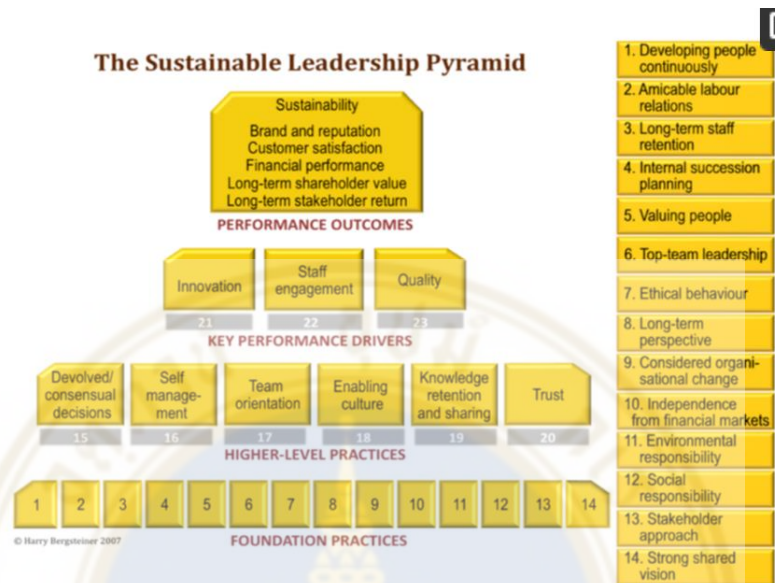 The Sustainable Leadership Pyramid
Sustainability
Brand and reputation
Customer satisfaction
Financial performance
Long-term shareholder value
Long-term stakeholder return
PERFORMANCE OUTCOMES
Innovation
Staff
engagement
Quality
21
22
23
KEY PERFORMANCE DRIVERS
Devolved/
consensual
decisions
Self
manage-
ment
Team
orientation
Enabling
culture
Knowledge
retention
and sharing
Trust
15
16
17
18
19
20
HIGHER-LEVEL PRACTICES
1
2
3
4
5
6
7
8
9
10
11
12
13
14
© Harry Bergsteiner 2007
FOUNDATION PRACTICES
1. Developing people
continuously
2. Amicable labour
relations
3. Long-term staff
retention
4. Internal succession
planning
5. Valuing people
6. Top-team leadership
7. Ethical behaviour
8. Long-term
perspective
9. Considered organi-
sational change
10. Independence
from financial markets
11. Environmental
responsibility
12. Social
responsibility
13. Stakeholder
approach
14. Strong shared
vision